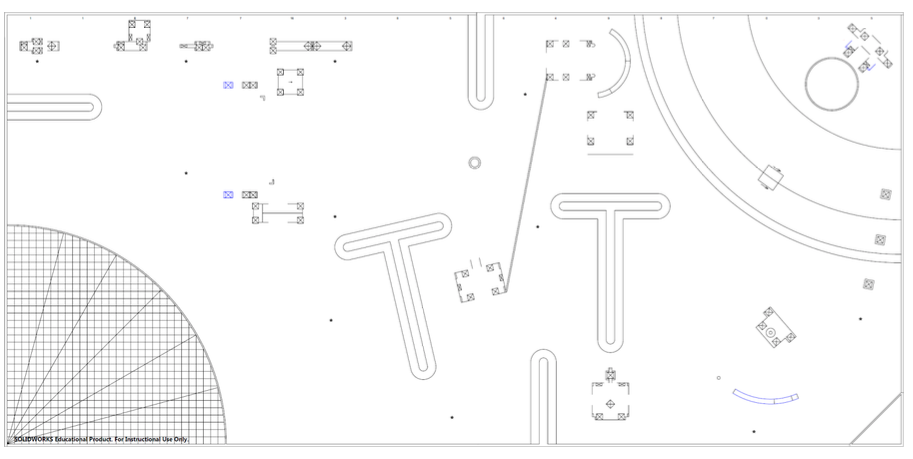 SOLIDWORKS Educational Product. For Instructional Use Only.